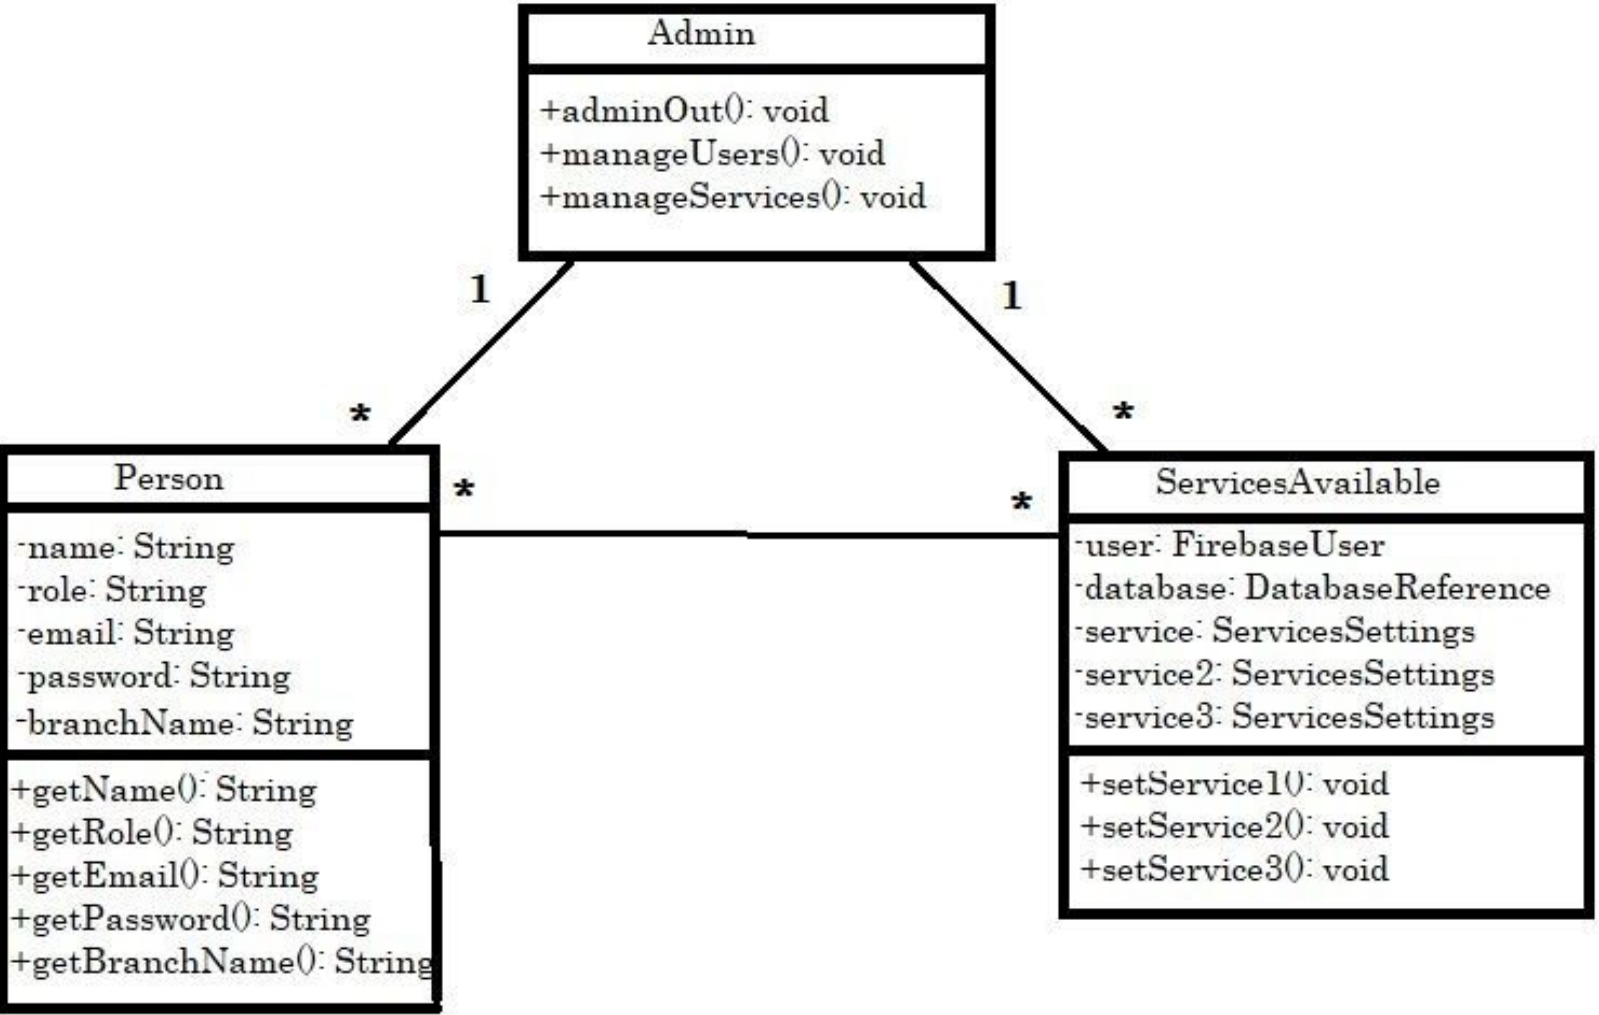 Admin
+adminOut(): void
+manageUsers(): void
+manageServices(): void
1
1
*
*
Person
-name: String
-role: String
-email: String
-password: String
-branchName: String
+getName(): String
+getRole(): String
+getEmail(): String
+getPassword(): String
+getBranchName(): String
*
*
ServicesAvailable
-user: FirebaseUser
-database: DatabaseReference
-service: ServicesSettings
-service2: ServicesSettings
-service3: ServicesSettings
+setService1(): void
+setService2(): void
+setService3(): void